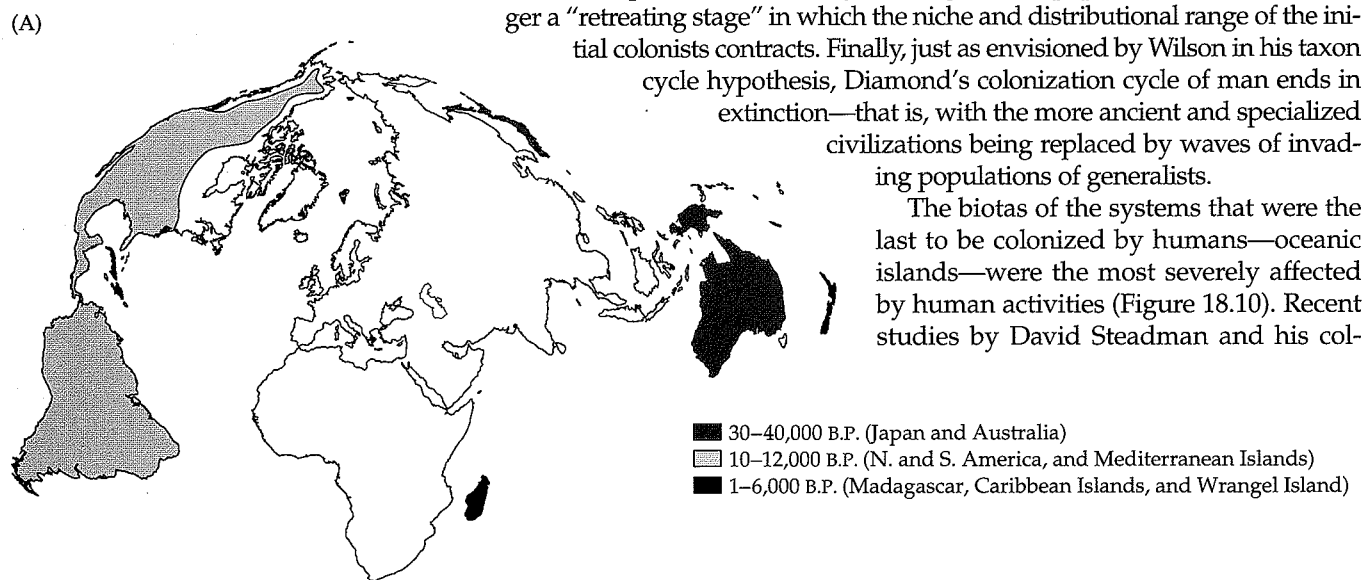 (A)
ger a “retreating stage” in which the niche and distributional range of the ini-
tial colonists contracts. Finally, just as envisioned by Wilson in his taxon
cycle hypothesis, Diamond’s colonization cycle of man ends in
extinction—that is, with the more ancient and specialized
civilizations being replaced by waves of invad-
ing populations of generalists.
The biotas of the systems that were the
last to be colonized by humans—oceanic
islands—were the most severely affected
by human activities (Figure 18.10). Recent
studies by David Steadman and his col-
30–40,000 B.P. (Japan and Australia)
10–12,000 B.P. (N. and S. America, and Mediterranean Islands)
1–6,000 B.P. (Madagascar, Caribbean Islands, and Wrangel Island)